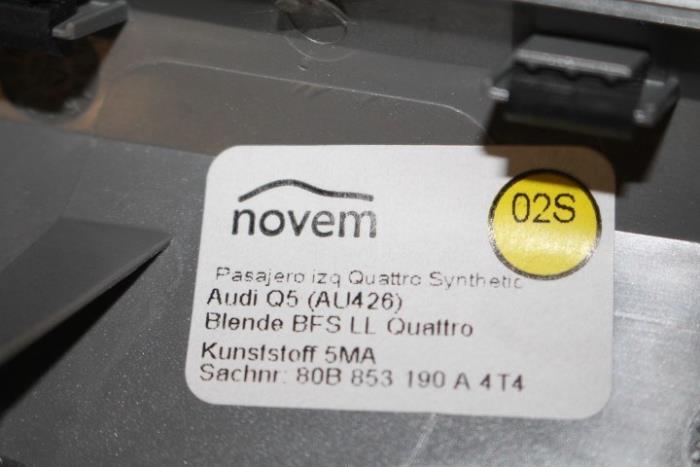 novem
02S
Pasajero izq Quattro Synthetic
Audi Q5 (AU426)
Blende BFS LL Quattro
Kunststoff 5MA
Sachnr: 80B 853 190 A 4T4